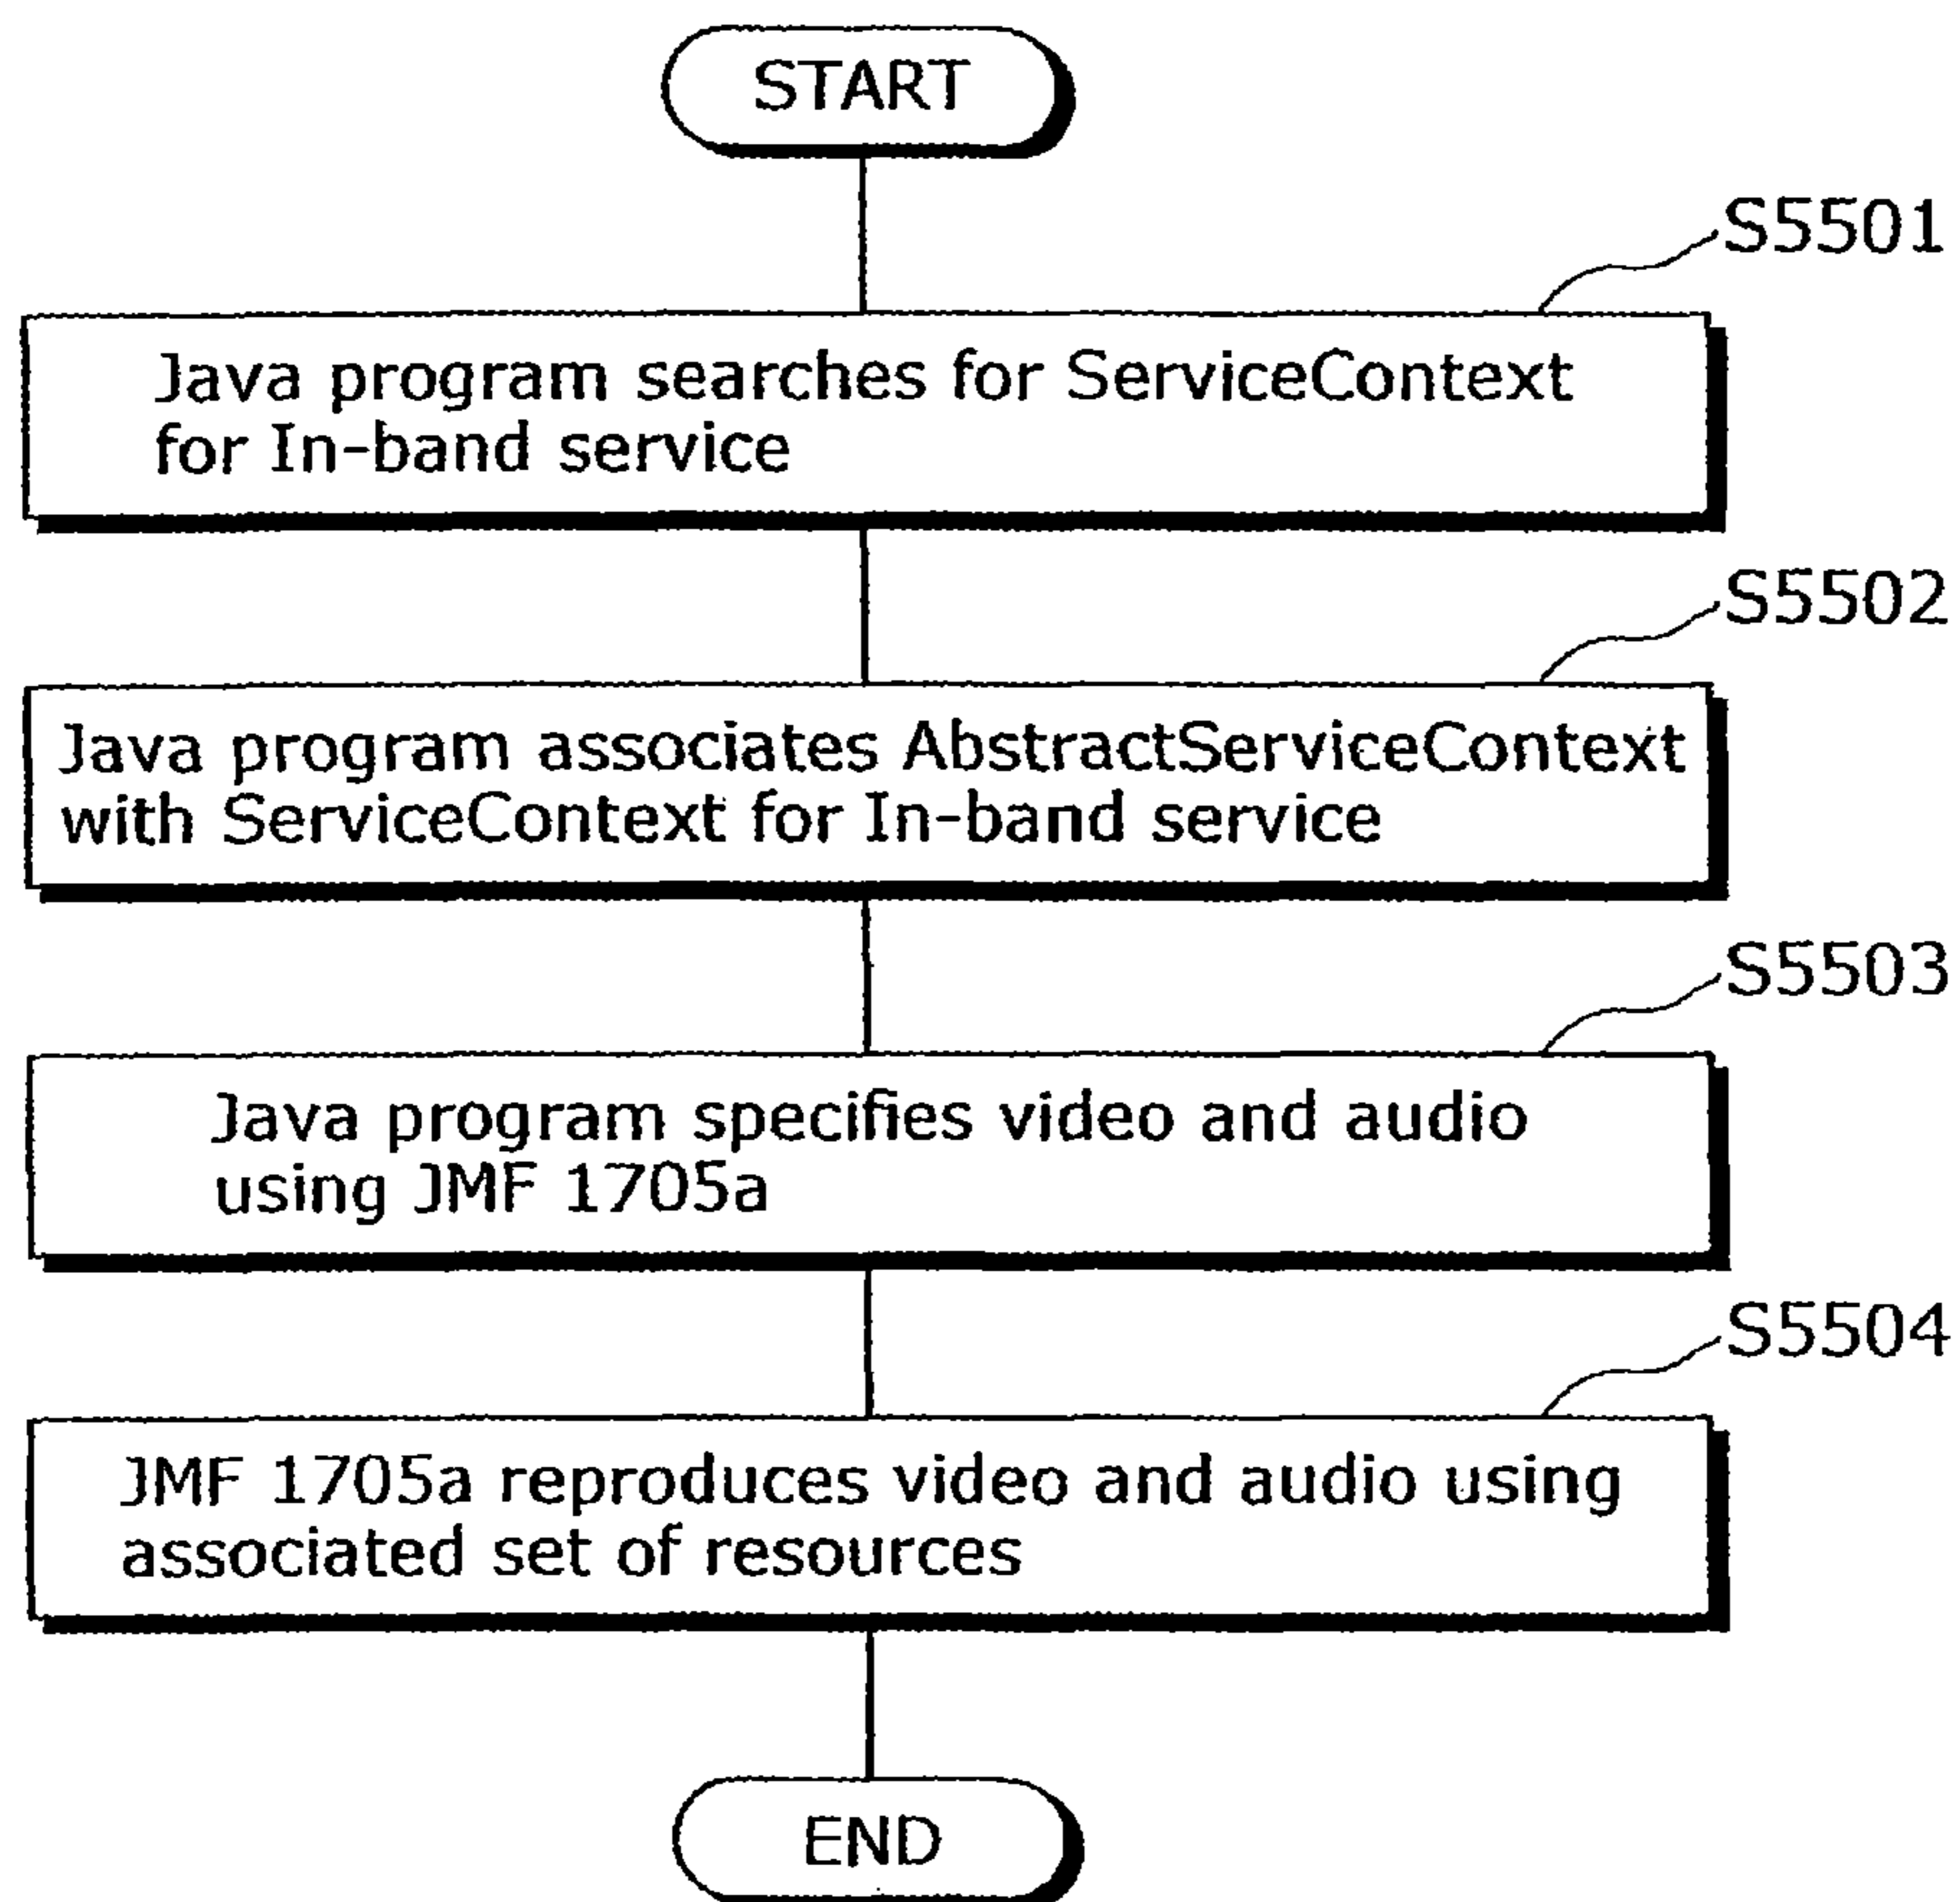 START
S5501
Java program searches for ServiceContext
for In-band service
S5502
Java program associates AbstractServiceContext
with ServiceContext for In-band service
S5503
Java program specifies video and audio
using JMF 1705a
S5504
JMF 1705a reproduces video and audio using
associated set of resources
END